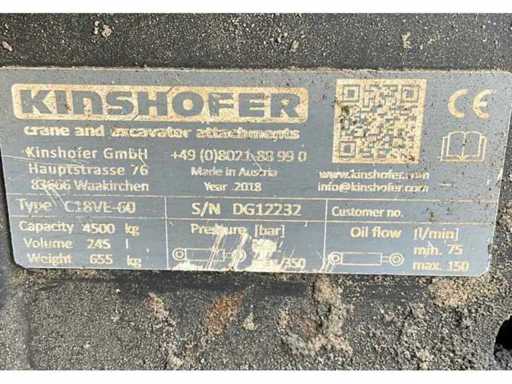 KINSHOFER
crane and excavator attachments
Kinshofer GmbH +49 (0)8021 88 99 0 www.kinshofer.com
Hauptstrasse 76 Made in Austria info@kinshofer.com
83666 Waakirchen Year 2018
Type C18VE-60 S/N DG12232 Customer no.
Capacity 4500 kg Pressure [bar] Oil flow [l/min]
Volume 245 l min. 75
Weight 655 kg /350 max. 150
CE